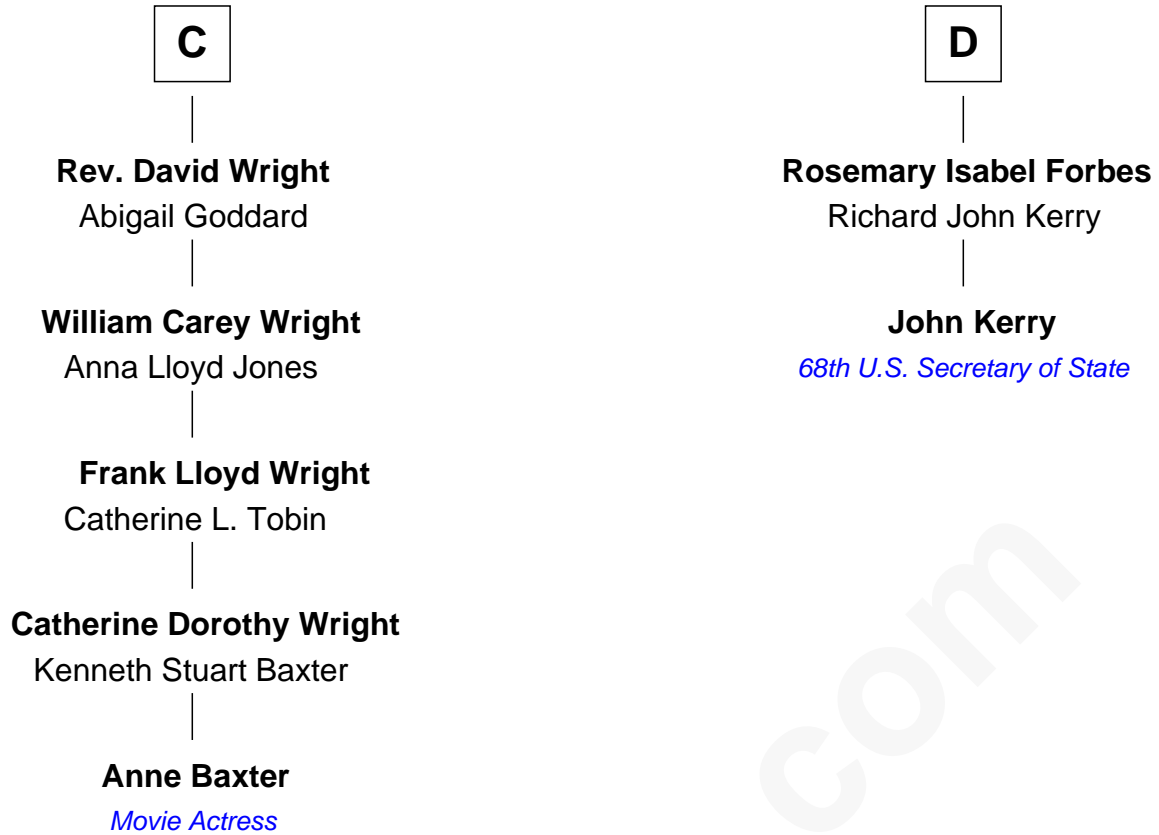 C
Rev. David Wright
Abigail Goddard
William Carey Wright
Anna Lloyd Jones
Frank Lloyd Wright
Catherine L. Tobin
Catherine Dorothy Wright
Kenneth Stuart Baxter
Anne Baxter
Movie Actress
D
Rosemary Isabel Forbes
Richard John Kerry
John Kerry
68th U.S. Secretary of State
com